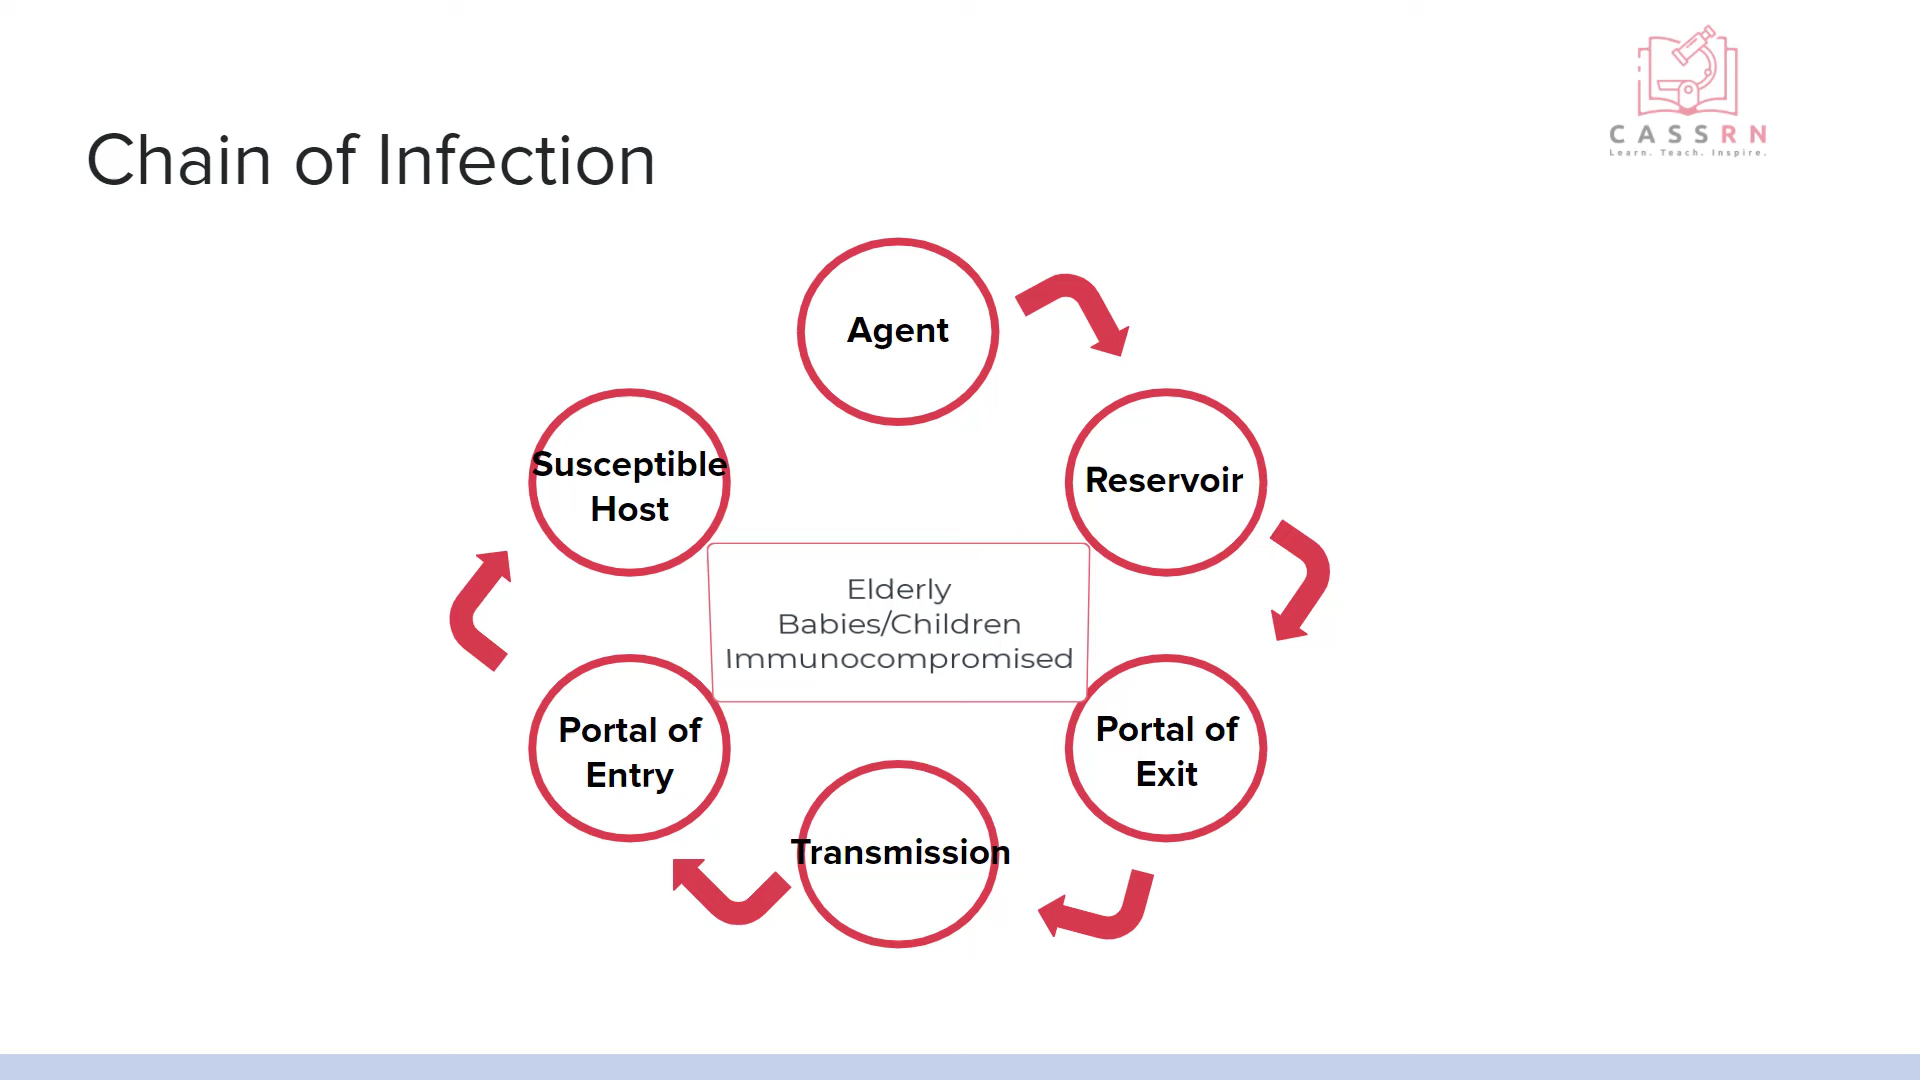 CASSRN
Learn. Teach. Inspire.
Chain of Infection
Agent
Reservoir
Portal of
Exit
Transmission
Portal of
Entry
Susceptible
Host
Elderly
Babies/Children
Immunocompromised